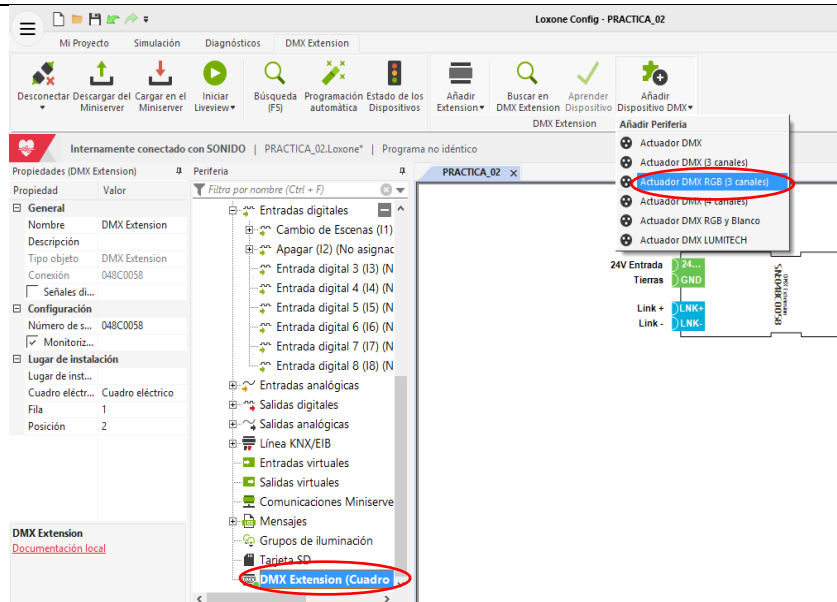 Loxone Config - PRACTICA_02
Mi Proyecto Simulación Diagnósticos DMX Extension
Desconectar Descargar del Miniserver Cargar en el Miniserver Iniciar Liveview Búsqueda (F5) Programación automàtica Estado de los Dispositivos Añadir Extension Buscar en DMX Extension Aprender Dispositivo Añadir Dispositivo DMX
DMX Extension
Añadir Periferia
Actuador DMX
Actuador DMX (3 canales)
Actuador DMX RGB (3 canales)
Actuador DMX (4 canales)
Actuador DMX RGB y Blanco
Actuador DMX LUMITECH
Internamente conectado con SONIDO | PRACTICA_02.Loxone* | Programa no idéntico
Propiedades (DMX Extension)
Propiedad Valor
General
Nombre DMX Extension
Descripción
Tipo objeto DMX Extension
Conexión 048C0058
Señales di...
Configuración
Número de s... 048C0058
Monitoriz...
Lugar de instalación
Lugar de inst...
Cuadro eléctr... Cuadro eléctrico
Fila 1
Posición 2
DMX Extension
Documentación local
Periferia
Filtra por nombre (Ctrl + F)
Entradas digitales
Cambio de Escenas (I1)
Apagar (I2) (No asignac
Entrada digital 3 (I3) (N
Entrada digital 4 (I4) (N
Entrada digital 5 (I5) (N
Entrada digital 6 (I6) (N
Entrada digital 7 (I7) (N
Entrada digital 8 (I8) (N
Entradas analógicas
Salidas digitales
Salidas analógicas
Línea KNX/EIB
Entradas virtuales
Salidas virtuales
Comunicaciones Miniserve
Mensajes
Grupos de iluminación
Tarjeta SD
DMX Extension (Cuadro
PRACTICA_02
24V Entrada 24...
Tierras GND
Link + LNK+
Link - LNK-
DMX Extension
SN:048C0058